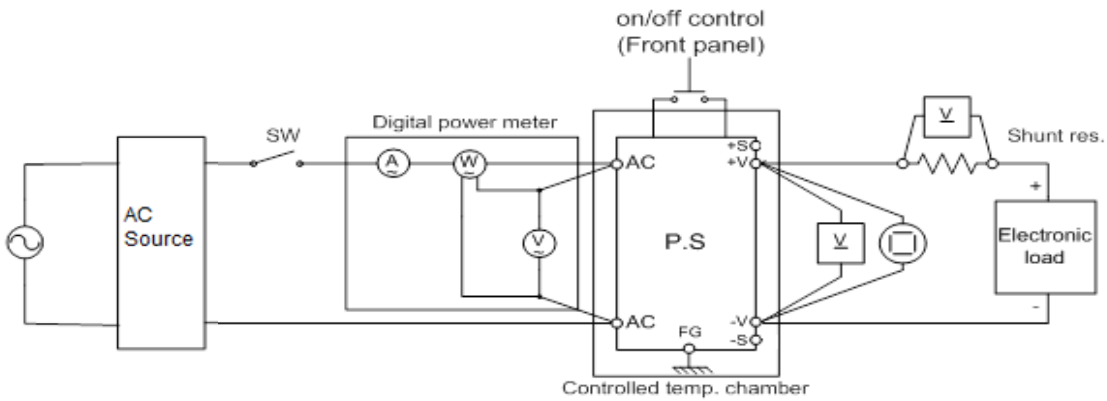 on/off control
(Front panel)
Digital power meter
SW
A
W
V
AC
Source
AC
AC
P.S
+S
+V
-V
-S
FG
V
V
Shunt res.
+
Electronic
load
-
Controlled temp. chamber